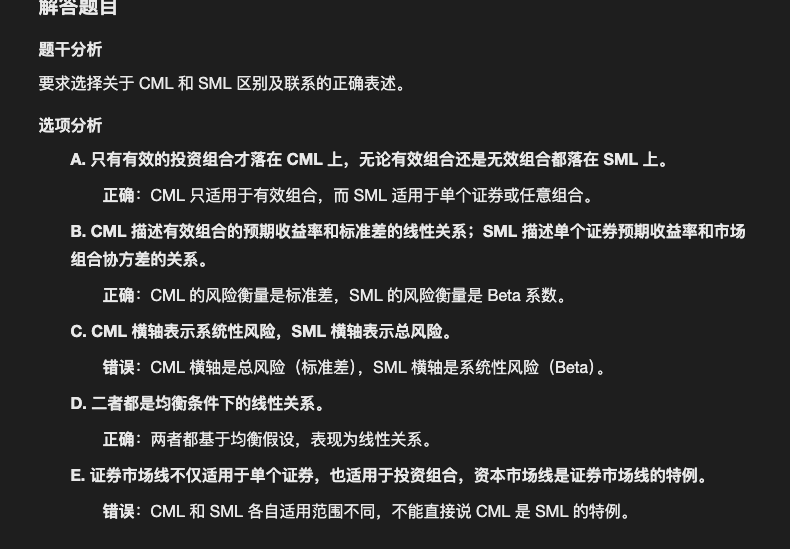 解答题目
题干分析
要求选择关于 CML 和 SML 区别及联系的正确表述。
选项分析
A. 只有有效的投资组合才落在 CML 上，无论有效组合还是无效组合都落在 SML 上。
正确：CML 只适用于有效组合，而 SML 适用于单个证券或任意组合。
B. CML 描述有效组合的预期收益率和标准差的线性关系；SML 描述单个证券预期收益率和市场
组合协方差的关系。
正确：CML 的风险衡量是标准差，SML 的风险衡量是 Beta 系数。
C. CML 横轴表示系统性风险，SML 横轴表示总风险。
错误：CML 横轴是总风险（标准差），SML 横轴是系统性风险（Beta）。
D. 二者都是均衡条件下的线性关系。
正确：两者都基于均衡假设，表现为线性关系。
E. 证券市场线不仅适用于单个证券，也适用于投资组合，资本市场线是证券市场线的特例。
错误：CML 和 SML 各自适用范围不同，不能直接说 CML 是 SML 的特例。